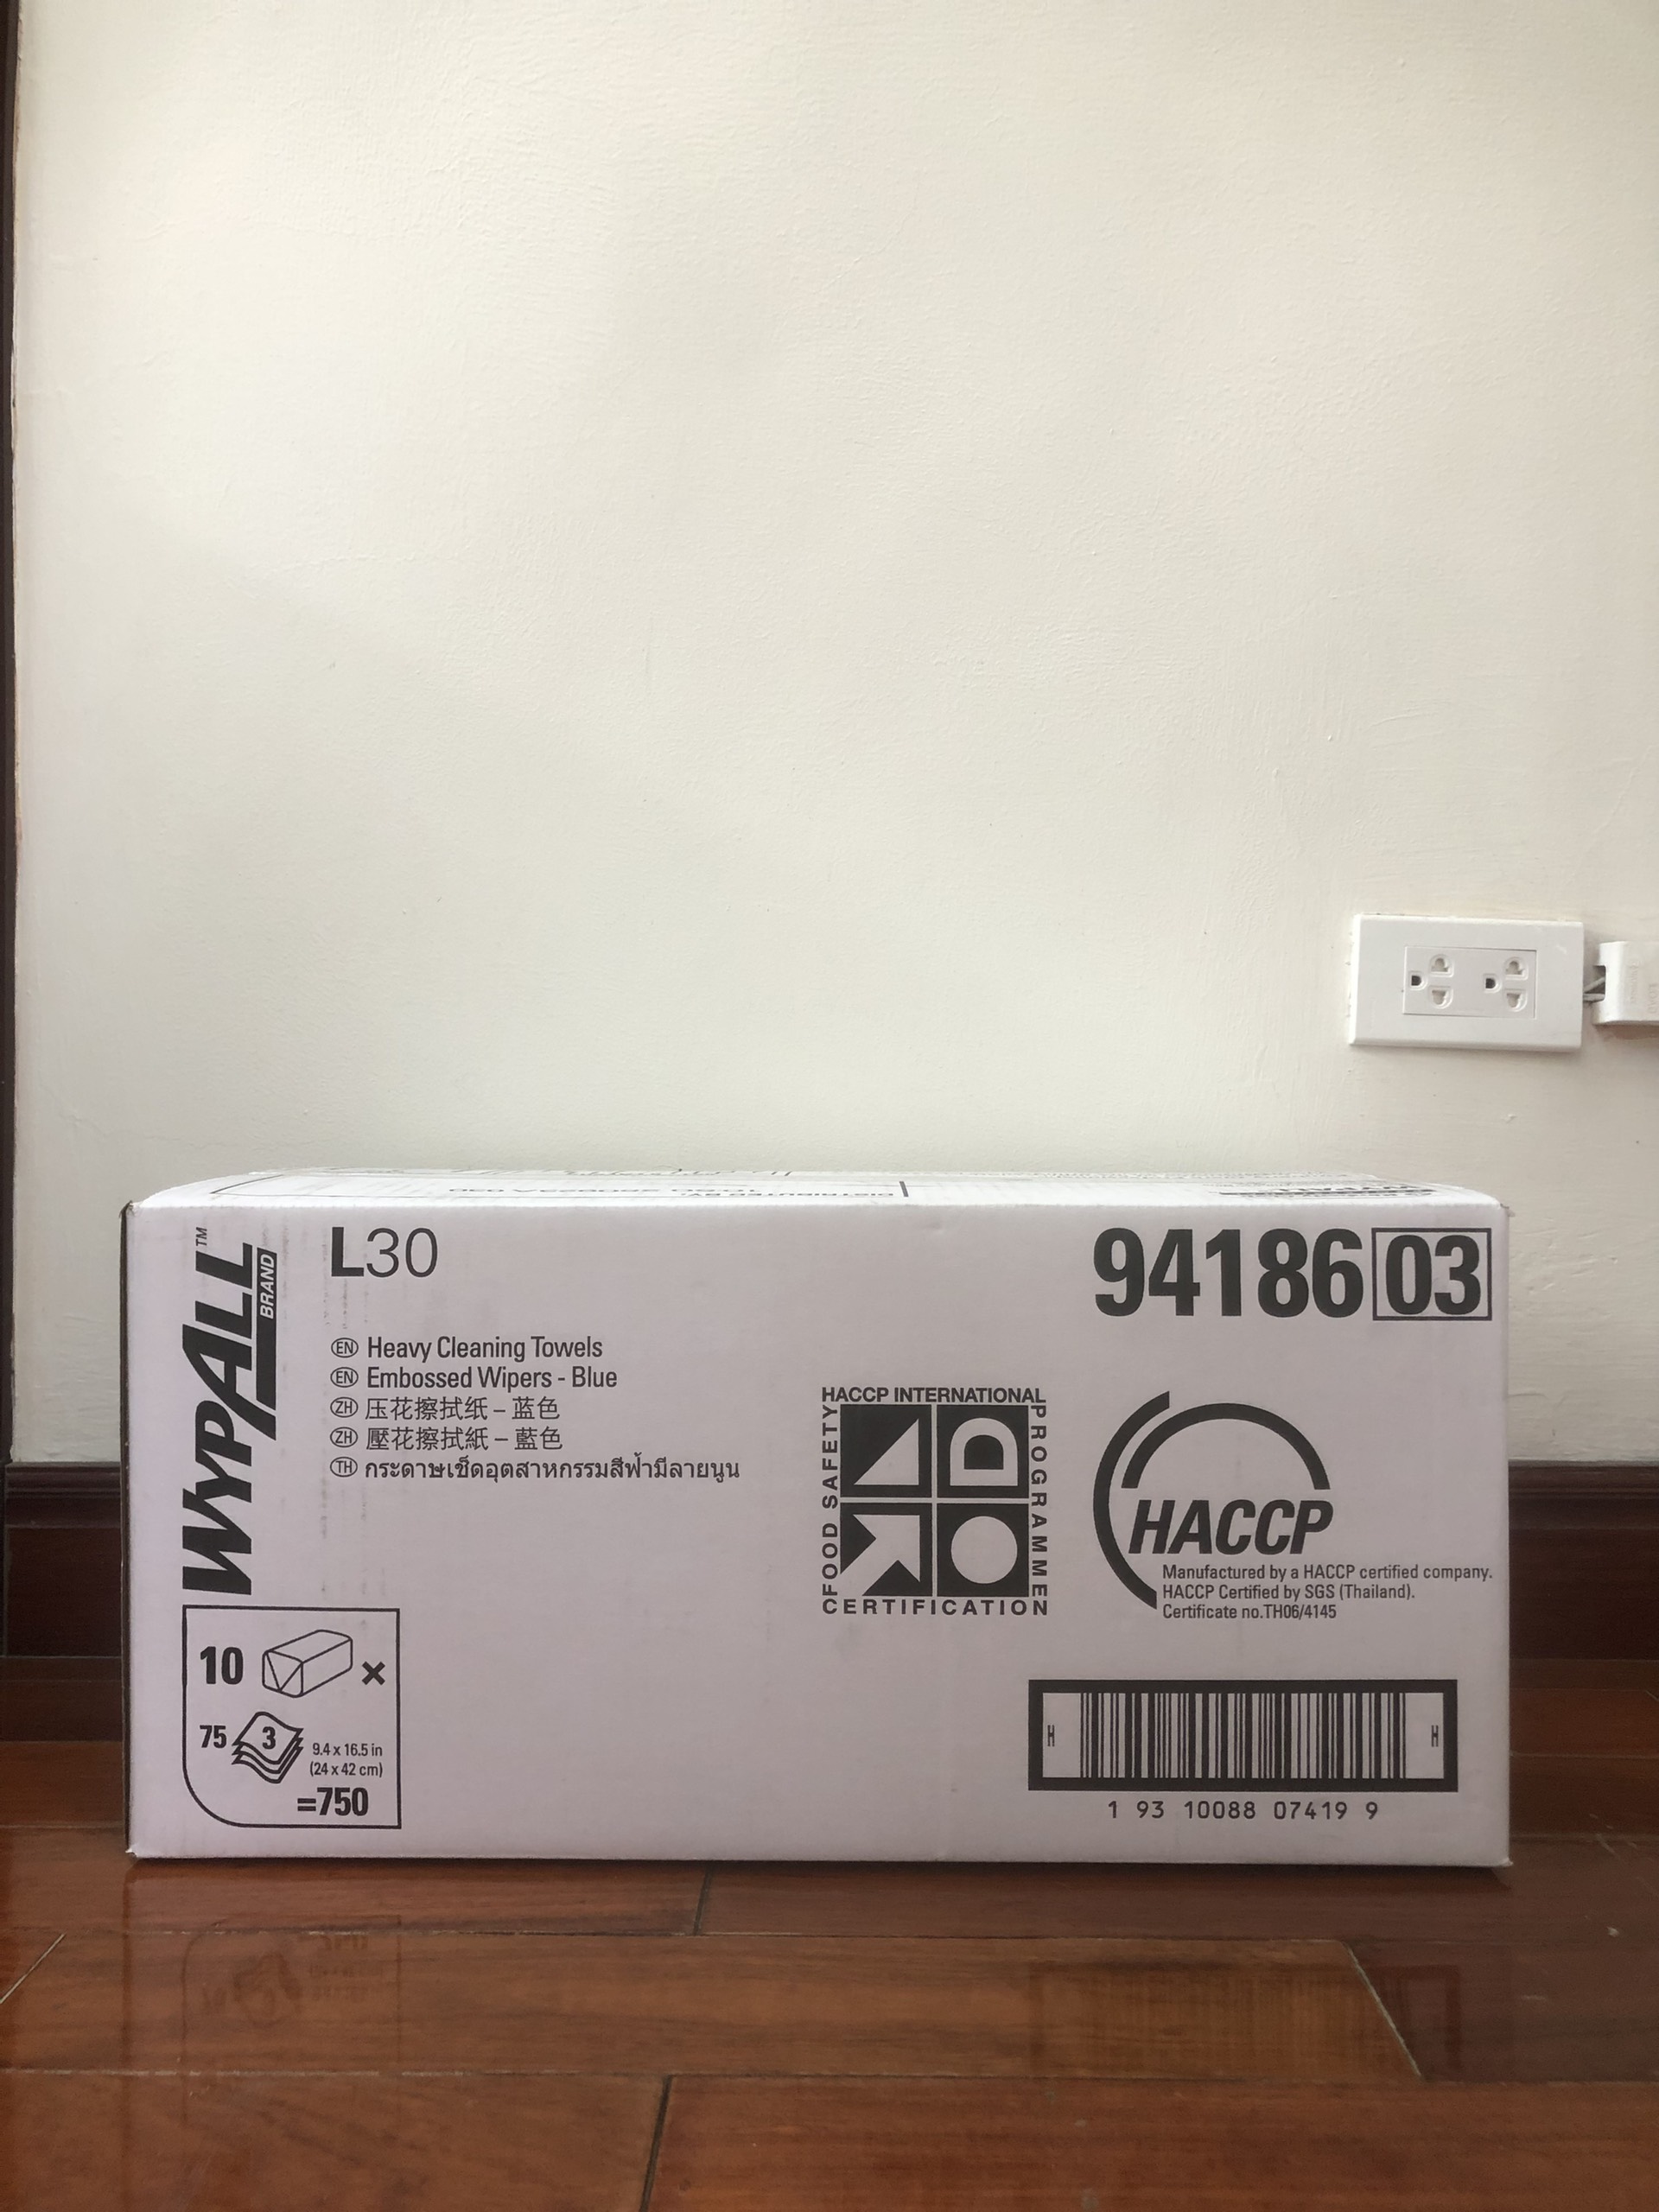 DISTRIBUTED BY:
WYPALL™
BRAND
L30
9418603
EN Heavy Cleaning Towels
EN Embossed Wipers - Blue
ZH 压花擦拭纸 – 蓝色
ZH 壓花擦拭紙 – 藍色
TH กระดาษเช็ดอุตสาหกรรมสีฟ้ามีลายนูน
HACCP INTERNATIONAL
FOOD SAFETY
PROGRAMME
CERTIFICATION
HACCP
Manufactured by a HACCP certified company.
HACCP Certified by SGS (Thailand).
Certificate no.TH06/4145
10 x
75 3
9.4 x 16.5 in
(24 x 42 cm)
=750
H H
1 93 10088 07419 9